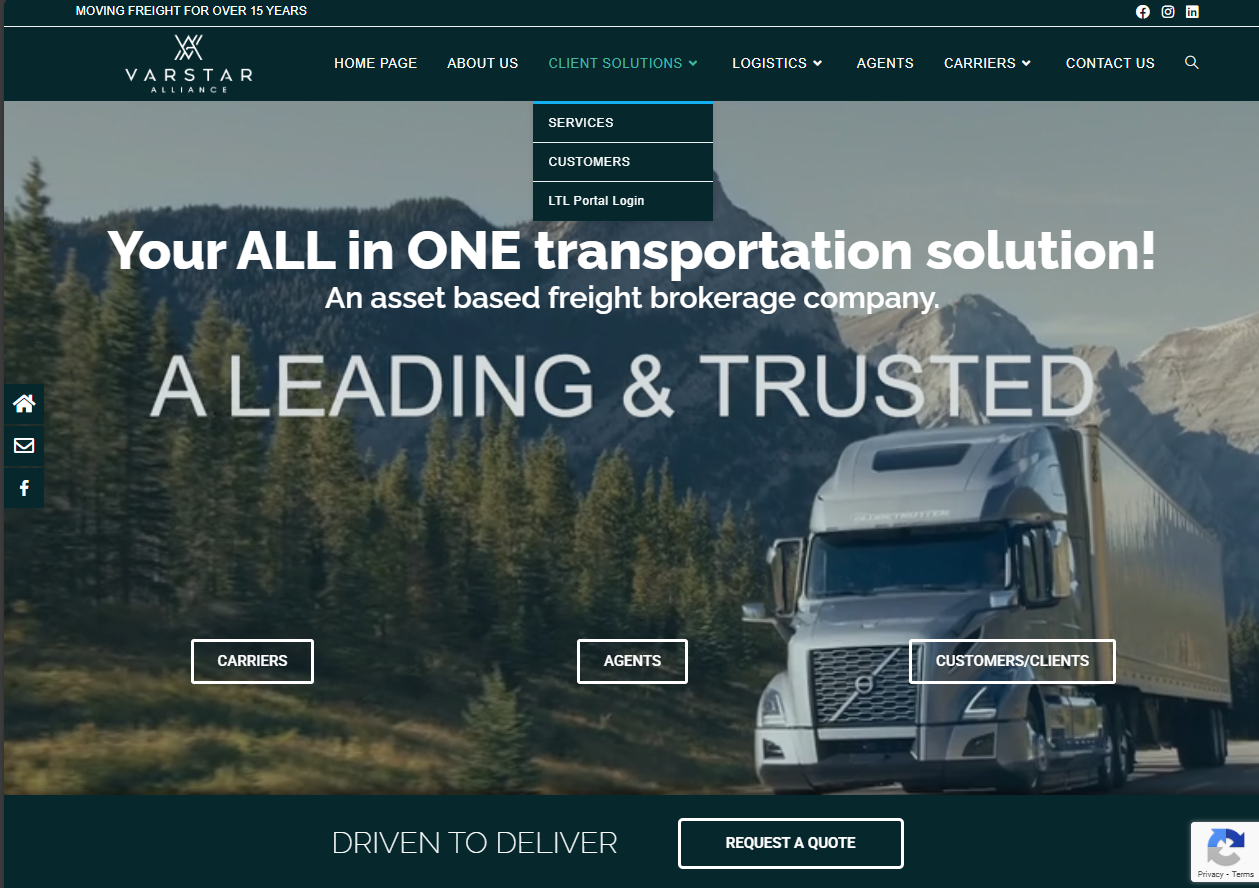 MOVING FREIGHT FOR OVER 15 YEARS
VARSTAR
ALLIANCE
HOME PAGE ABOUT US CLIENT SOLUTIONS LOGISTICS AGENTS CARRIERS CONTACT US
SERVICES
CUSTOMERS
LTL Portal Login
Your ALL in ONE transportation solution!
An asset based freight brokerage company.
A LEADING & TRUSTED
CARRIERS AGENTS CUSTOMERS/CLIENTS
DRIVEN TO DELIVER REQUEST A QUOTE
Privacy - Terms